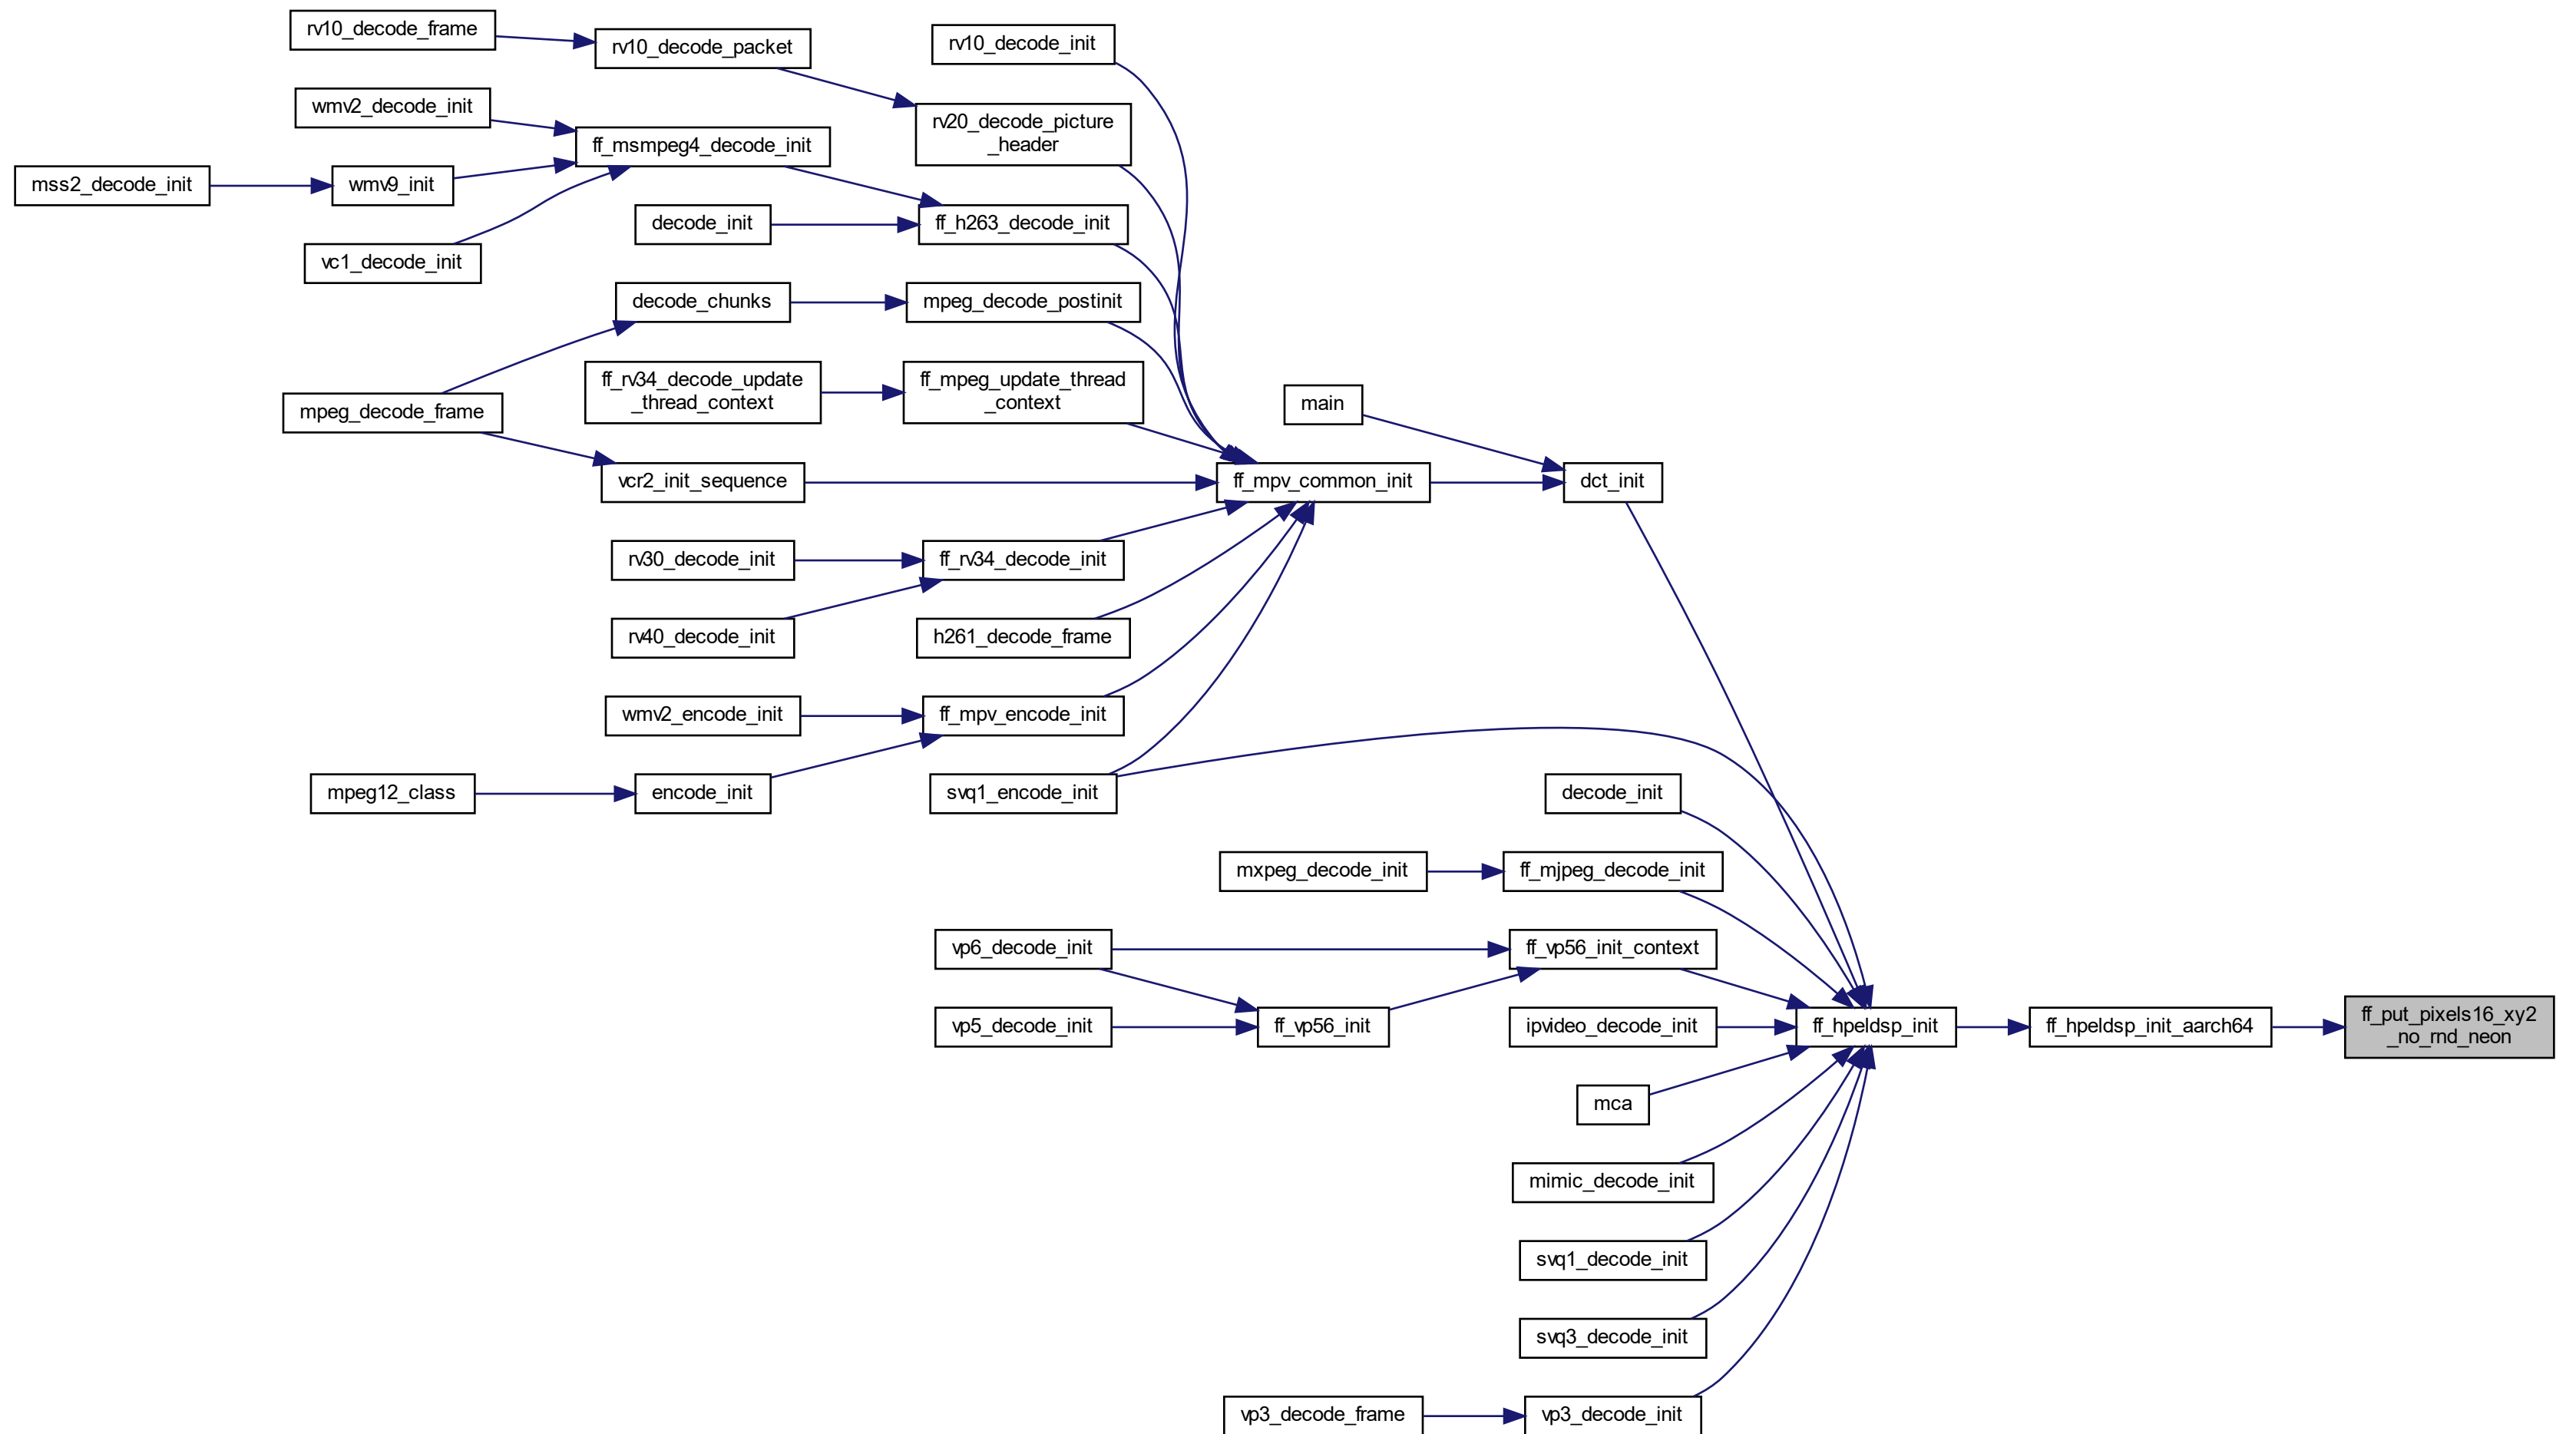 rv10_decode_frame
rv10_decode_packet
rv10_decode_init
wmv2_decode_init
rv20_decode_picture
_header
ff_msmpeg4_decode_init
mss2_decode_init
wmv9_init
decode_init
ff_h263_decode_init
vc1_decode_init
decode_chunks
mpeg_decode_postinit
ff_rv34_decode_update
_thread_context
ff_mpeg_update_thread
_context
mpeg_decode_frame
main
vcr2_init_sequence
ff_mpv_common_init
dct_init
rv30_decode_init
ff_rv34_decode_init
rv40_decode_init
h261_decode_frame
wmv2_encode_init
ff_mpv_encode_init
mpeg12_class
encode_init
svq1_encode_init
decode_init
mxpeg_decode_init
ff_mjpeg_decode_init
vp6_decode_init
ff_vp56_init_context
vp5_decode_init
ff_vp56_init
ipvideo_decode_init
ff_hpeldsp_init
ff_hpeldsp_init_aarch64
ff_put_pixels16_xy2
_no_rnd_neon
mca
mimic_decode_init
svq1_decode_init
svq3_decode_init
vp3_decode_frame
vp3_decode_init